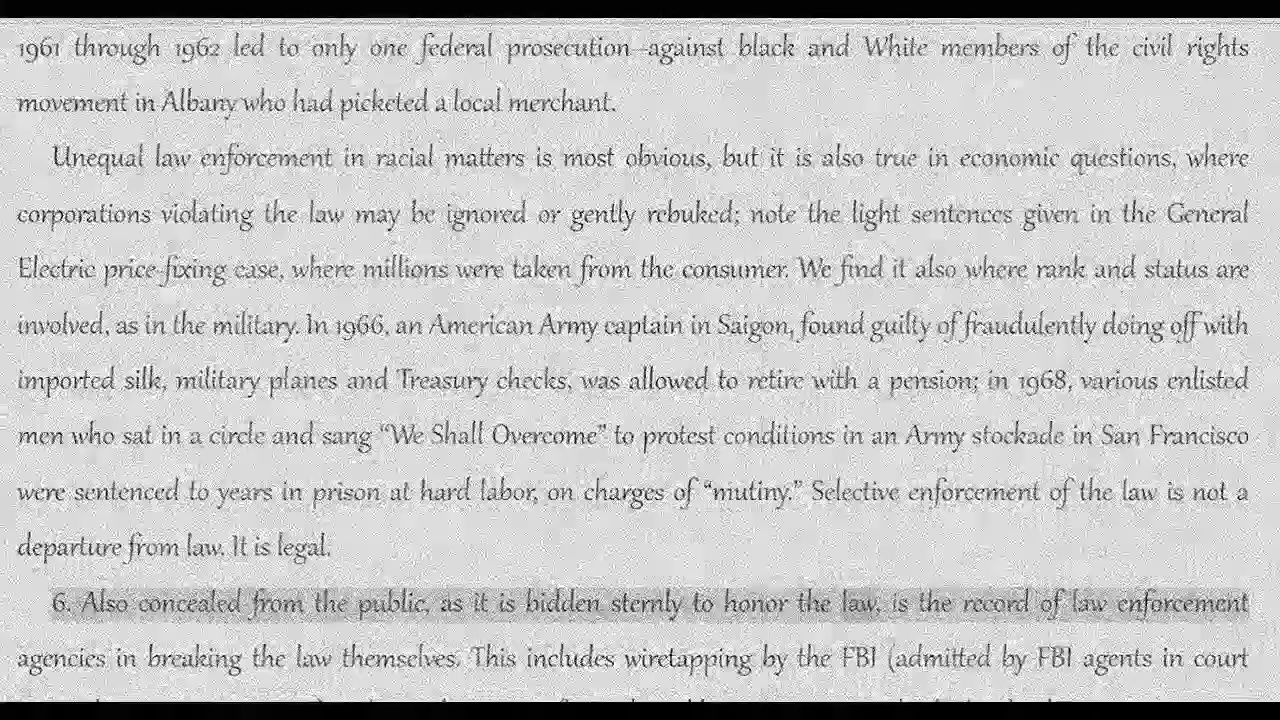 1961 through 1962 led to only one federal prosecution—against black and White members of the civil rights
movement in Albany who had picketed a local merchant.
Unequal law enforcement in racial matters is most obvious, but it is also true in economic questions, where
corporations violating the law may be ignored or gently rebuked; note the light sentences given in the General
Electric price-fixing case, where millions were taken from the consumer. We find it also where rank and status are
involved, as in the military. In 1966, an American Army captain in Saigon, found guilty of fraudulently doing off with
imported silk, military planes and Treasury checks, was allowed to retire with a pension; in 1968, various enlisted
men who sat in a circle and sang “We Shall Overcome” to protest conditions in an Army stockade in San Francisco
were sentenced to years in prison at hard labor, on charges of “mutiny.” Selective enforcement of the law is not a
departure from law. It is legal.
6. Also concealed from the public, as it is bidden sternly to honor the law, is the record of law enforcement
agencies in breaking the law themselves. This includes wiretapping by the FBI (admitted by FBI agents in court